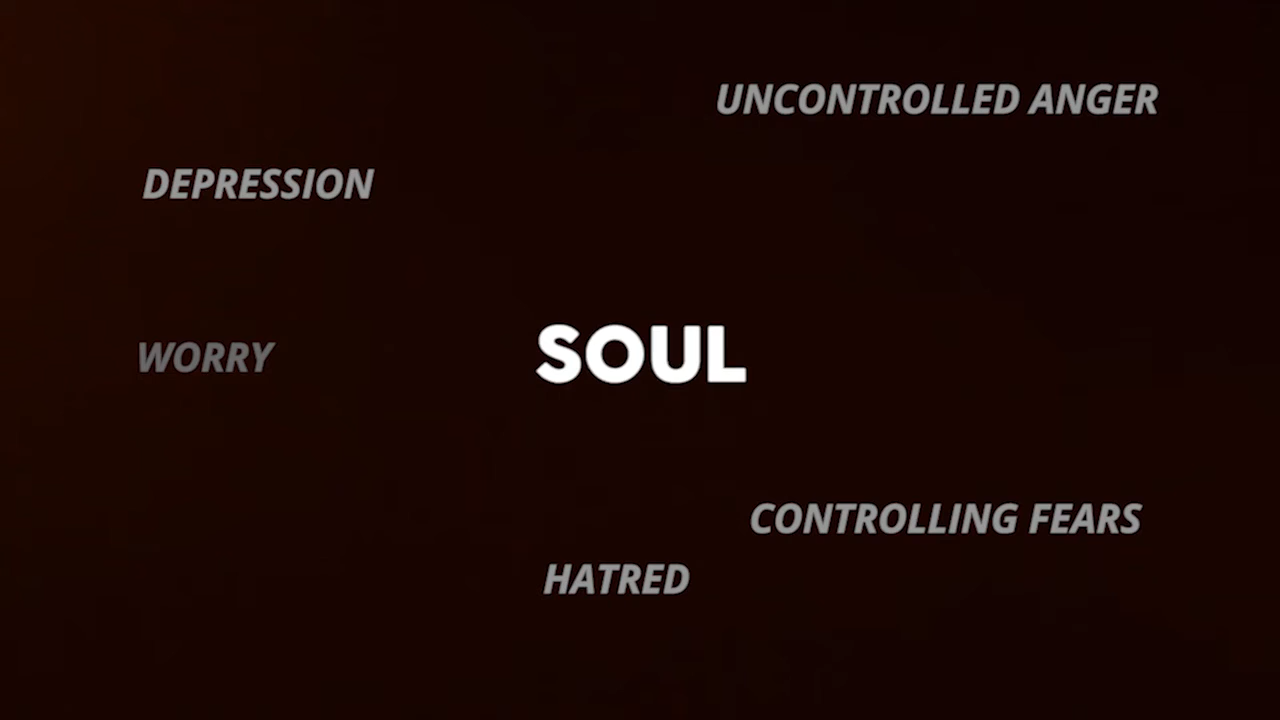 UNCONTROLLED ANGER
DEPRESSION
WORRY
SOUL
CONTROLLING FEARS
HATRED